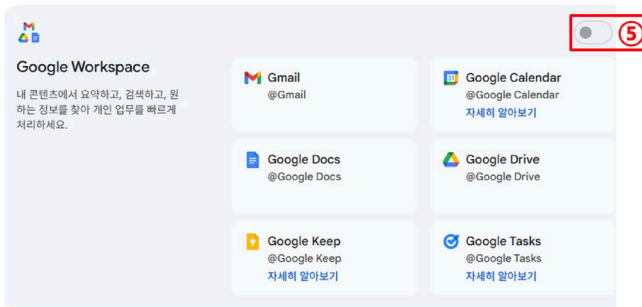 ⑤
Google Workspace
내 콘텐츠에서 요약하고, 검색하고, 원
하는 정보를 찾아 개인 업무를 빠르게
처리하세요.
Gmail
@Gmail
Google Calendar
@Google Calendar
자세히 알아보기
Google Docs
@Google Docs
Google Drive
@Google Drive
Google Keep
@Google Keep
자세히 알아보기
Google Tasks
@Google Tasks
자세히 알아보기